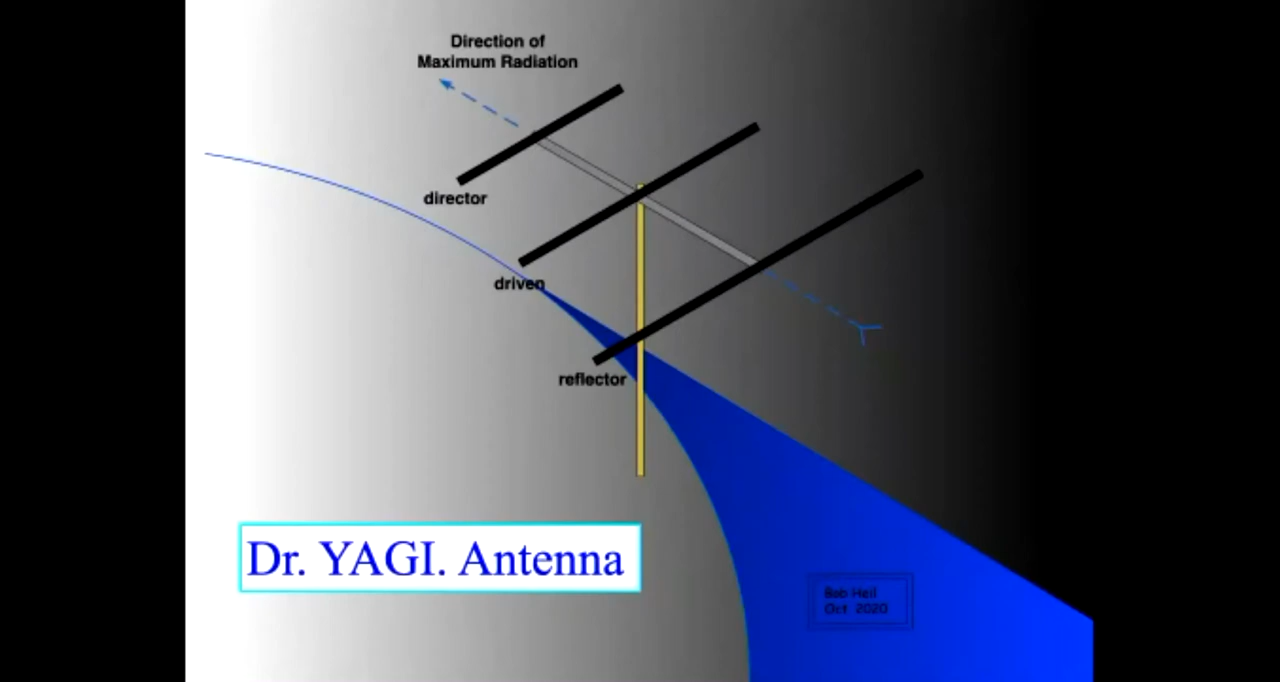 Direction of
Maximum Radiation
director
driven
reflector
Dr. YAGI. Antenna
Bob Heil
Oct 2020